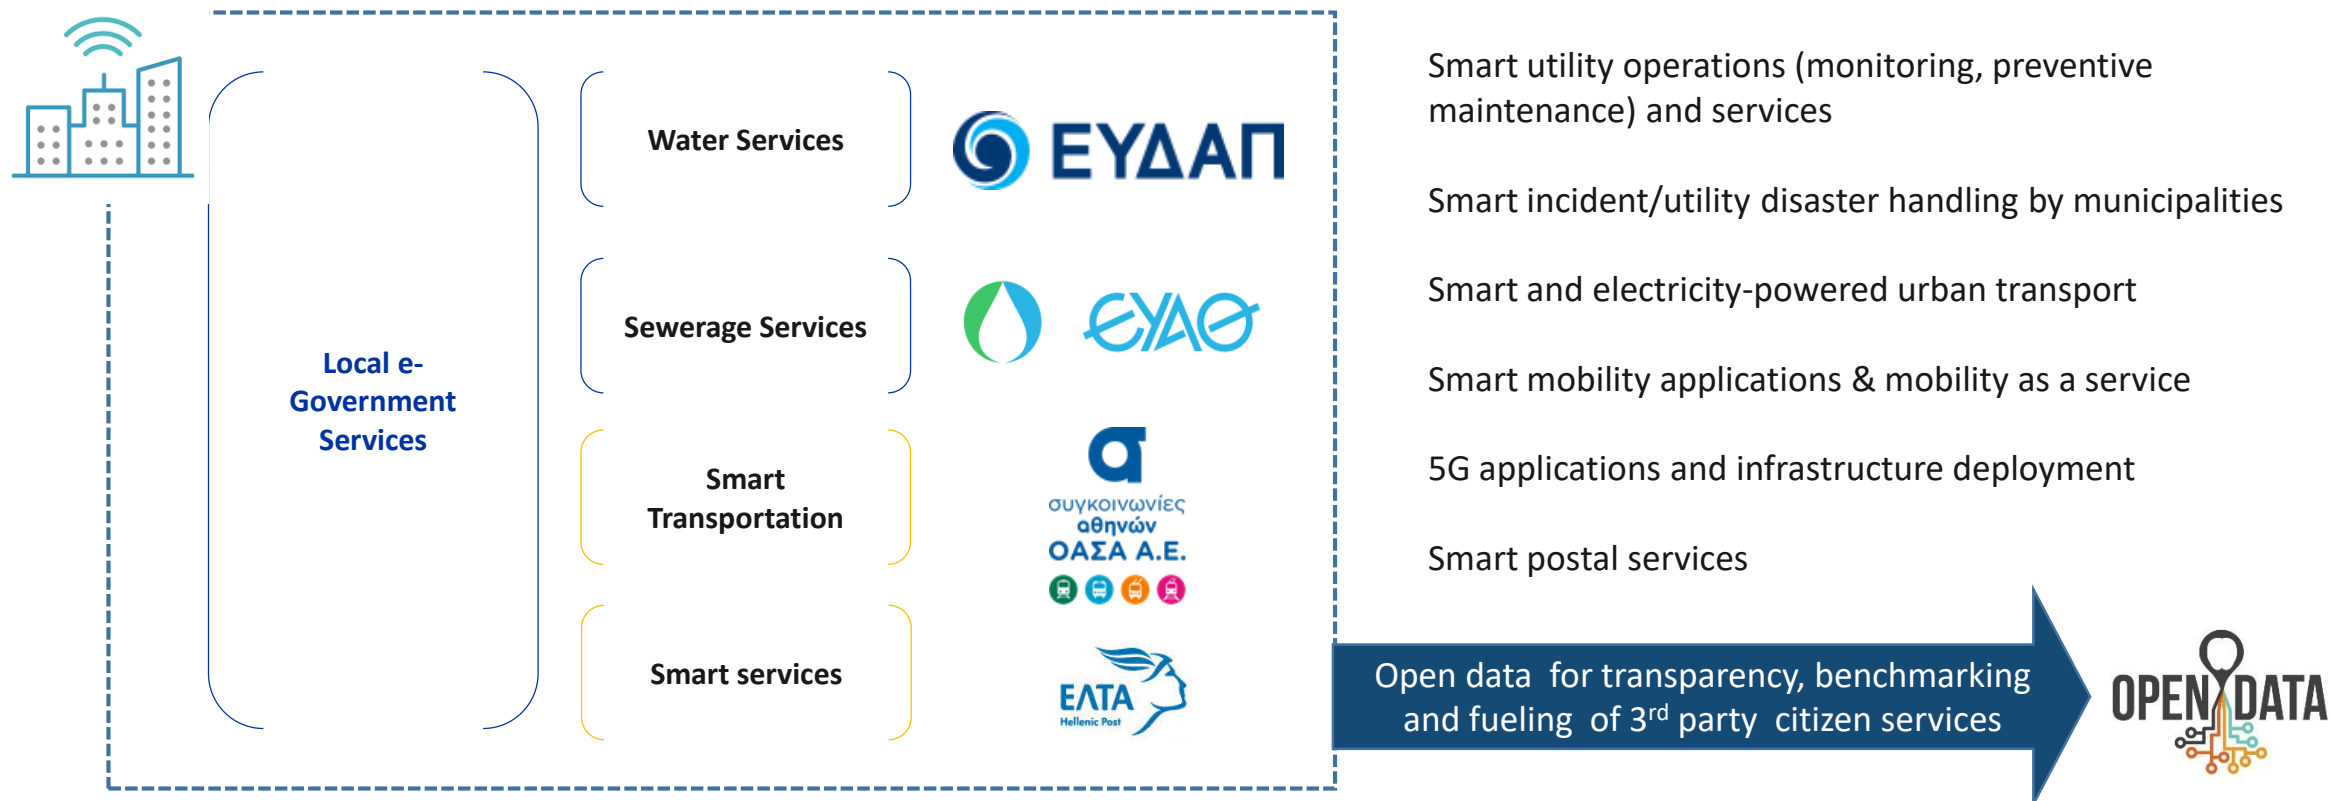 Local e-
Government
Services
Water Services
ΕΥΔΑΠ
Sewerage Services
ΕΥΑΘ
Smart
Transportation
συγκοινωνίες
αθηνών
ΟΑΣΑ Α.Ε.
Smart services
ΕΛΤΑ
Hellenic Post
Smart utility operations (monitoring, preventive
maintenance) and services
Smart incident/utility disaster handling by municipalities
Smart and electricity-powered urban transport
Smart mobility applications & mobility as a service
5G applications and infrastructure deployment
Smart postal services
Open data for transparency, benchmarking
and fueling of 3rd party citizen services
OPEN DATA